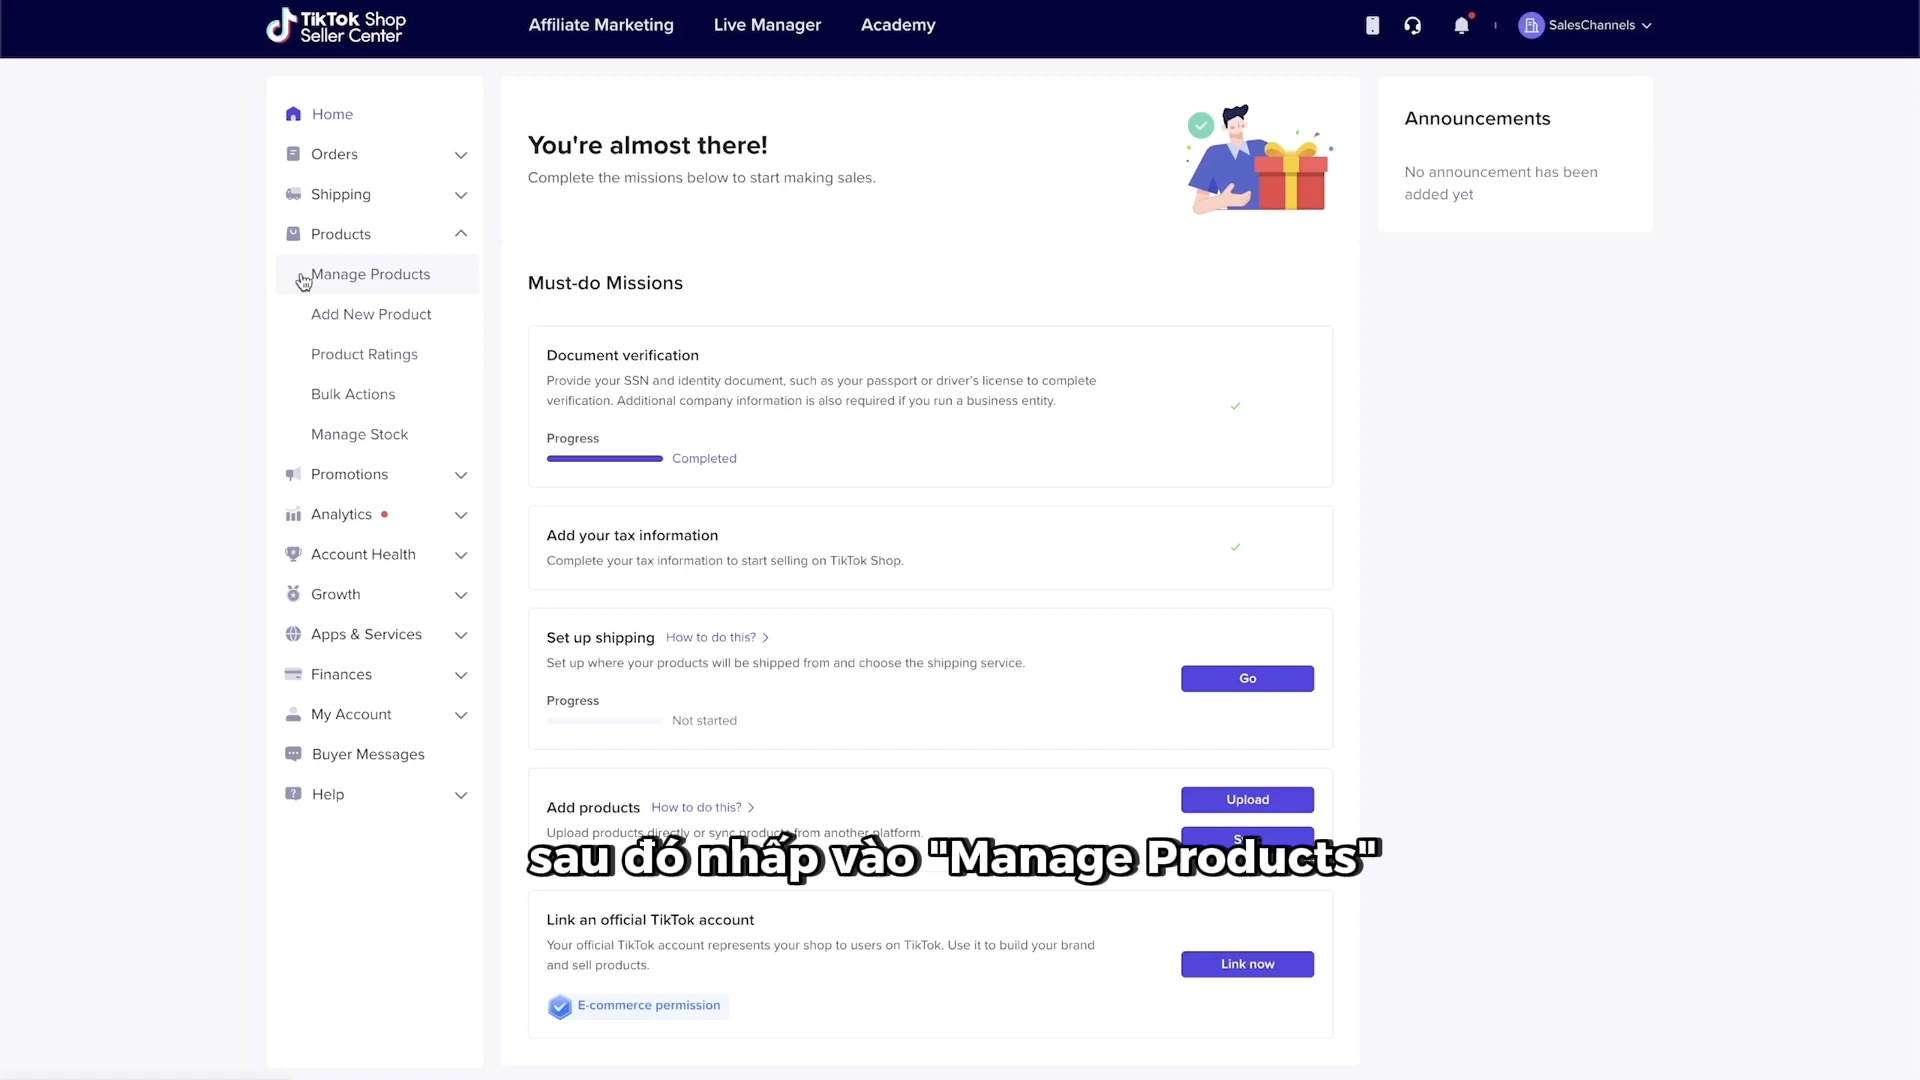 TikTok Shop
Seller Center
Affiliate Marketing
Live Manager
Academy
SalesChannels
Home
Orders
Shipping
Products
Manage Products
Add New Product
Product Ratings
Bulk Actions
Manage Stock
Promotions
Analytics
Account Health
Growth
Apps & Services
Finances
My Account
Buyer Messages
Help
You're almost there!
Complete the missions below to start making sales.
Must-do Missions
Document verification
Provide your SSN and identity document, such as your passport or driver's license to complete
verification. Additional company information is also required if you run a business entity.
Progress
Completed
Add your tax information
Complete your tax information to start selling on TikTok Shop.
Set up shipping How to do this?
Set up where your products will be shipped from and choose the shipping service.
Go
Progress
Not started
Add products How to do this?
Upload
Upload products directly or sync products from another platform.
sau đó nhấp vào "Manage Products"
Link an official TikTok account
Your official TikTok account represents your shop to users on TikTok. Use it to build your brand
and sell products.
Link now
E-commerce permission
Announcements
No announcement has been
added yet